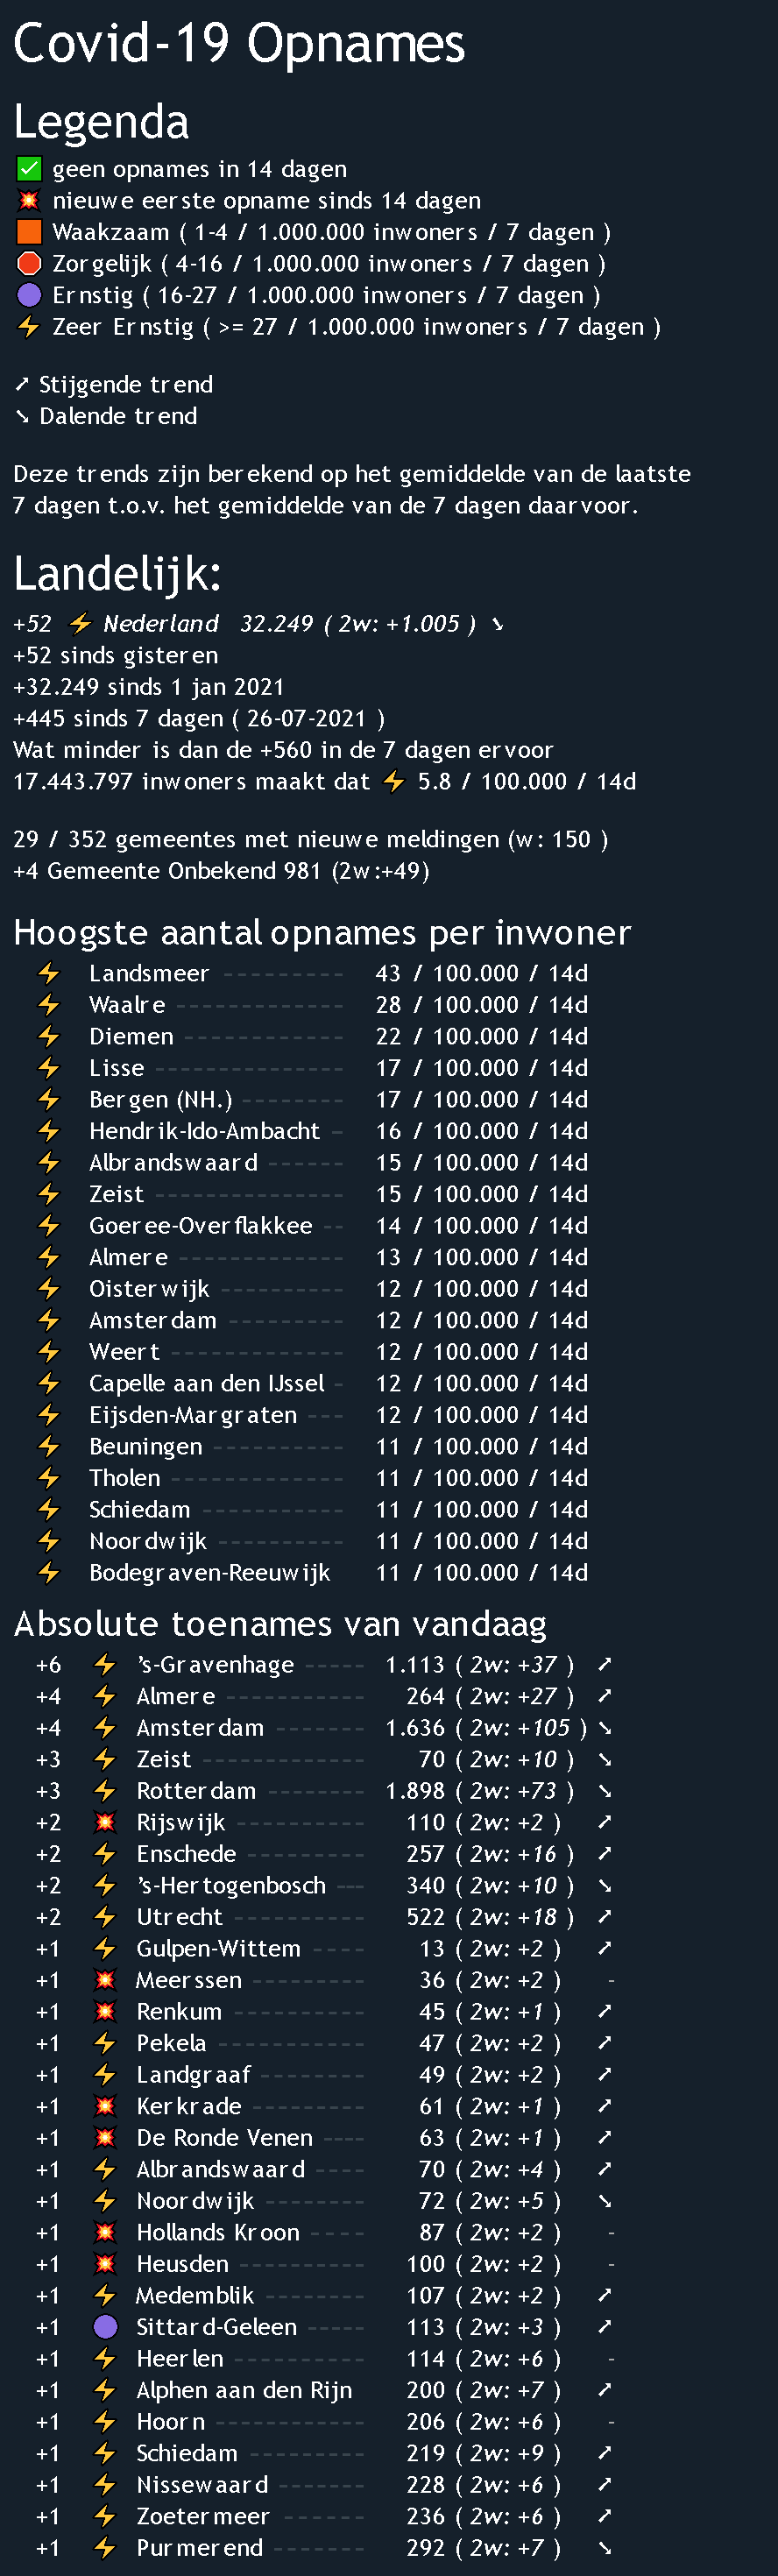 Covid-19 Opnames
Legenda
✅ geen opnames in 14 dagen
💥 nieuwe eerste opname sinds 14 dagen
🟧 Waakzaam ( 1-4 / 1.000.000 inwoners / 7 dagen )
🛑 Zorgelijk ( 4-16 / 1.000.000 inwoners / 7 dagen )
🟣 Ernstig ( 16-27 / 1.000.000 inwoners / 7 dagen )
⚡ Zeer Ernstig ( >= 27 / 1.000.000 inwoners / 7 dagen )
➚ Stijgende trend
➘ Dalende trend
Deze trends zijn berekend op het gemiddelde van de laatste
7 dagen t.o.v. het gemiddelde van de 7 dagen daarvoor.
Landelijk:
+52 ⚡ Nederland 32.249 ( 2w: +1.005 ) ➘
+52 sinds gisteren
+32.249 sinds 1 jan 2021
+445 sinds 7 dagen ( 26-07-2021 )
Wat minder is dan de +560 in de 7 dagen ervoor
17.443.797 inwoners maakt dat ⚡ 5.8 / 100.000 / 14d
29 / 352 gemeentes met nieuwe meldingen (w: 150 )
+4 Gemeente Onbekend 981 (2w:+49)
Hoogste aantal opnames per inwoner
⚡ Landsmeer ---------- 43 / 100.000 / 14d
⚡ Waalre -------------- 28 / 100.000 / 14d
⚡ Diemen ------------- 22 / 100.000 / 14d
⚡ Lisse ---------------- 17 / 100.000 / 14d
⚡ Bergen (NH.) -------- 17 / 100.000 / 14d
⚡ Hendrik-Ido-Ambacht - 16 / 100.000 / 14d
⚡ Albrandswaard ------ 15 / 100.000 / 14d
⚡ Zeist ---------------- 15 / 100.000 / 14d
⚡ Goeree-Overflakkee -- 14 / 100.000 / 14d
⚡ Almere -------------- 13 / 100.000 / 14d
⚡ Oisterwijk ---------- 12 / 100.000 / 14d
⚡ Amsterdam --------- 12 / 100.000 / 14d
⚡ Weert -------------- 12 / 100.000 / 14d
⚡ Capelle aan den IJssel - 12 / 100.000 / 14d
⚡ Eijsden-Margraten --- 12 / 100.000 / 14d
⚡ Beuningen ----------- 11 / 100.000 / 14d
⚡ Tholen -------------- 11 / 100.000 / 14d
⚡ Schiedam ----------- 11 / 100.000 / 14d
⚡ Noordwijk ---------- 11 / 100.000 / 14d
⚡ Bodegraven-Reeuwijk 11 / 100.000 / 14d
Absolute toenames van vandaag
+6 ⚡ 's-Gravenhage ----- 1.113 ( 2w: +37 ) ➚
+4 ⚡ Almere ----------- 264 ( 2w: +27 ) ➚
+4 ⚡ Amsterdam -------- 1.636 ( 2w: +105 ) ➘
+3 ⚡ Zeist ------------- 70 ( 2w: +10 ) ➘
+3 ⚡ Rotterdam -------- 1.898 ( 2w: +73 ) ➘
+2 💥 Rijswijk ---------- 110 ( 2w: +2 ) ➚
+2 ⚡ Enschede --------- 257 ( 2w: +16 ) ➚
+2 ⚡ 's-Hertogenbosch --- 340 ( 2w: +10 ) ➘
+2 ⚡ Utrecht ---------- 522 ( 2w: +18 ) ➚
+1 ⚡ Gulpen-Wittem ---- 13 ( 2w: +2 ) ➚
+1 💥 Meerssen --------- 36 ( 2w: +2 ) -
+1 💥 Renkum ---------- 45 ( 2w: +1 ) ➚
+1 ⚡ Pekela ----------- 47 ( 2w: +2 ) ➚
+1 ⚡ Landgraaf -------- 49 ( 2w: +2 ) ➚
+1 💥 Kerkrade --------- 61 ( 2w: +1 ) ➚
+1 💥 De Ronde Venen ---- 63 ( 2w: +1 ) ➚
+1 ⚡ Albrandswaard ---- 70 ( 2w: +4 ) ➚
+1 ⚡ Noordwijk -------- 72 ( 2w: +5 ) ➘
+1 💥 Hollands Kroon ---- 87 ( 2w: +2 ) -
+1 💥 Heusden ---------- 100 ( 2w: +2 ) -
+1 ⚡ Medemblik -------- 107 ( 2w: +2 ) ➚
+1 🟣 Sittard-Geleen ----- 113 ( 2w: +3 ) ➚
+1 ⚡ Heerlen ---------- 114 ( 2w: +6 ) -
+1 ⚡ Alphen aan den Rijn 200 ( 2w: +7 ) ➚
+1 ⚡ Hoorn ------------ 206 ( 2w: +6 ) -
+1 ⚡ Schiedam --------- 219 ( 2w: +9 ) ➚
+1 ⚡ Nissewaard ------- 228 ( 2w: +6 ) ➚
+1 ⚡ Zoetermeer ------ 236 ( 2w: +6 ) ➚
+1 ⚡ Purmerend ------- 292 ( 2w: +7 ) ➘